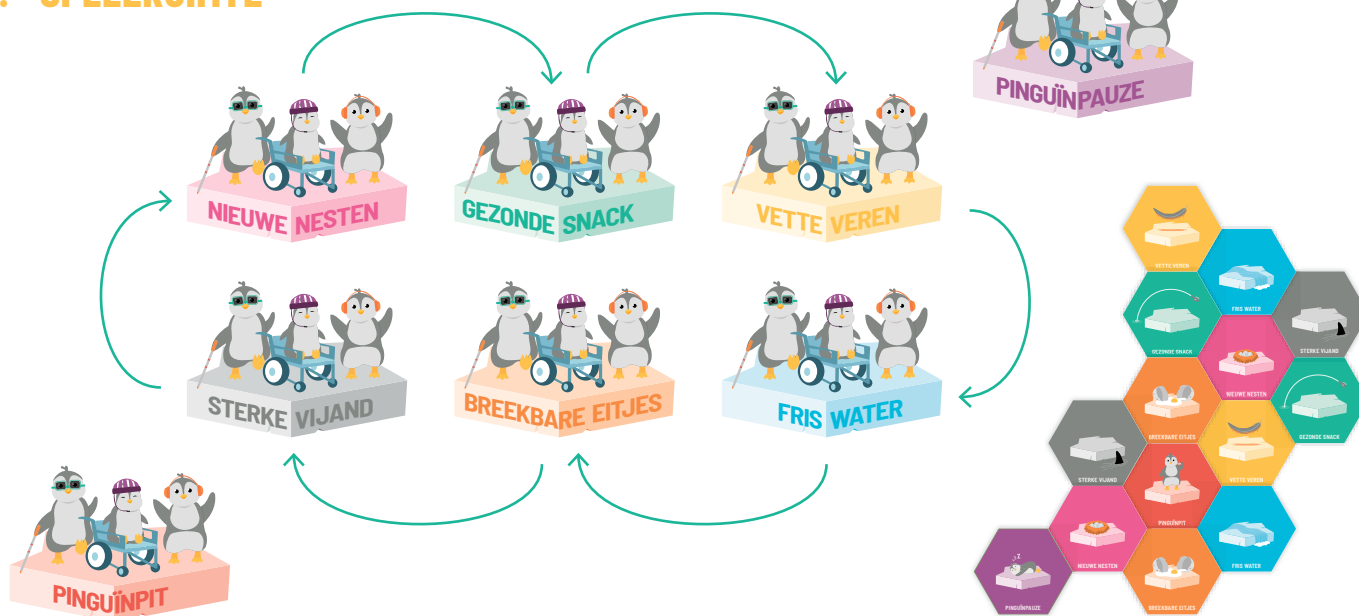 PINGUÏNPAUZE
NIEUWE NESTEN
GEZONDE SNACK
VETTE VEREN
STERKE VIJAND
BREEKBARE EITJES
FRIS WATER
PINGUÏNPIT
VETTE VEREN
FRIS WATER
GEZONDE SNACK
STERKE VIJAND
NIEUWE NESTEN
BREEKBARE EITJES
GEZONDE SNACK
STERKE VIJAND
VETTE VEREN
PINGUÏNPIT
NIEUWE NESTEN
FRIS WATER
PINGUÏNPAUZE
BREEKBARE EITJES